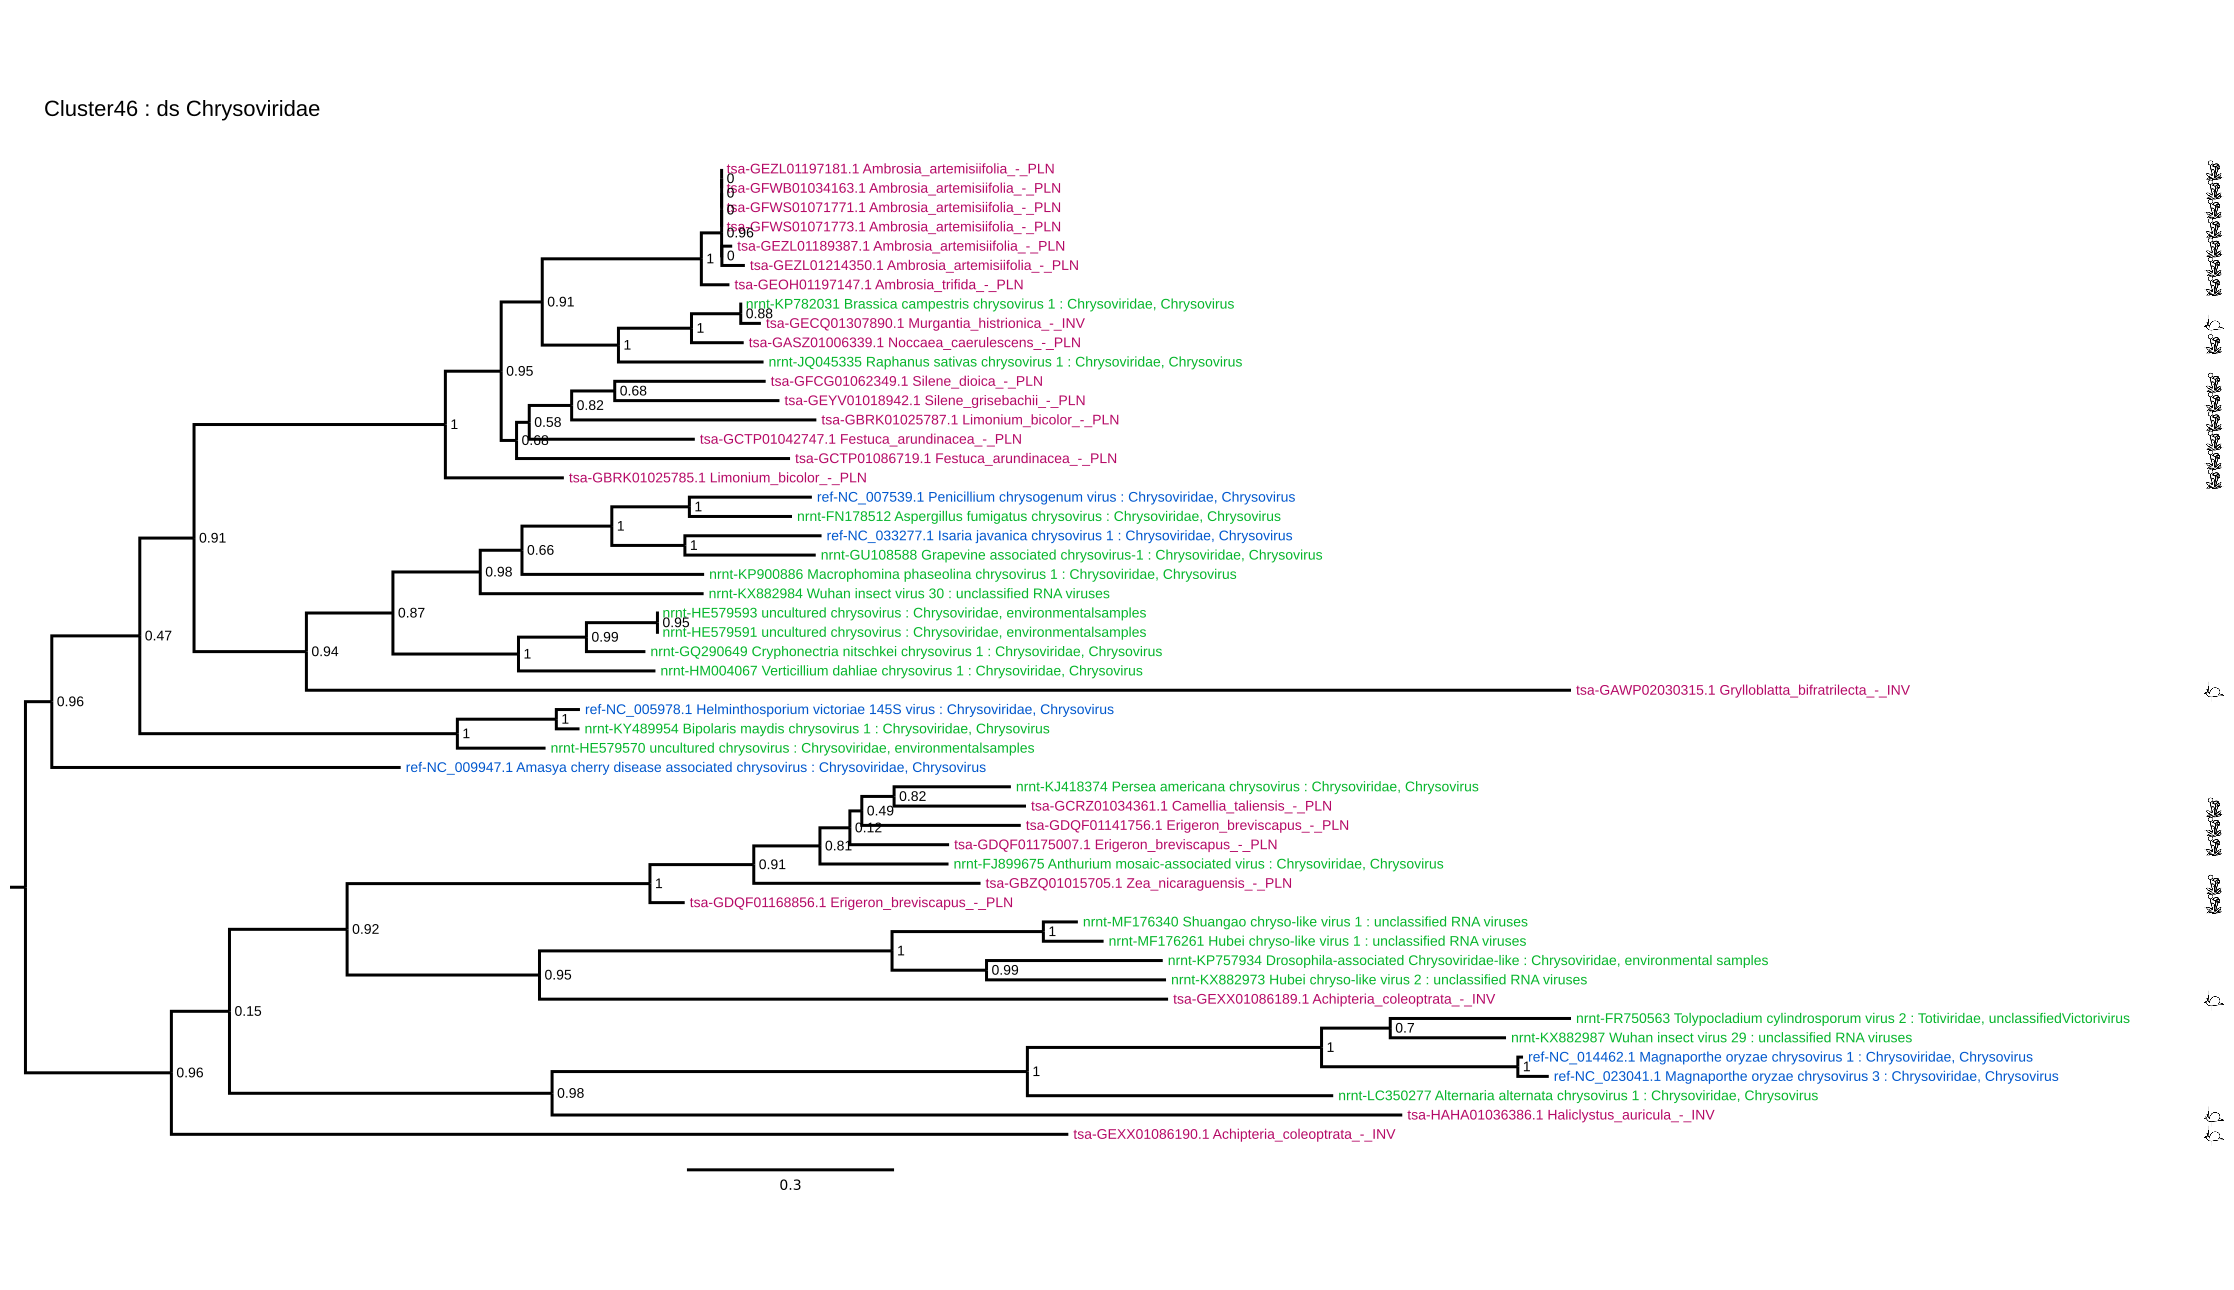 Cluster46 : ds Chrysoviridae
tsa-GEZL01197181.1 Ambrosia_artemisiifolia_-_PLN
0
tsa-GFWB01034163.1 Ambrosia_artemisiifolia_-_PLN
0
tsa-GFWS01071771.1 Ambrosia_artemisiifolia_-_PLN
0
tsa-GFWS01071773.1 Ambrosia_artemisiifolia_-_PLN
0.96
tsa-GEZL01189387.1 Ambrosia_artemisiifolia_-_PLN
0
1
tsa-GEZL01214350.1 Ambrosia_artemisiifolia_-_PLN
tsa-GEOH01197147.1 Ambrosia_trifida_-_PLN
0.91
nrnt-KP782031 Brassica campestris chrysovirus 1 : Chrysoviridae, Chrysovirus
0.88
tsa-GECQ01307890.1 Murgantia_histrionica_-_INV
1
tsa-GASZ01006339.1 Noccaea_caerulescens_-_PLN
1
nrnt-JQ045335 Raphanus sativas chrysovirus 1 : Chrysoviridae, Chrysovirus
0.95
tsa-GFCG01062349.1 Silene_dioica_-_PLN
0.68
tsa-GEYV01018942.1 Silene_grisebachii_-_PLN
0.82
tsa-GBRK01025787.1 Limonium_bicolor_-_PLN
0.58
1
tsa-GCTP01042747.1 Festuca_arundinacea_-_PLN
0.68
tsa-GCTP01086719.1 Festuca_arundinacea_-_PLN
tsa-GBRK01025785.1 Limonium_bicolor_-_PLN
ref-NC_007539.1 Penicillium chrysogenum virus : Chrysoviridae, Chrysovirus
1
nrnt-FN178512 Aspergillus fumigatus chrysovirus : Chrysoviridae, Chrysovirus
1
ref-NC_033277.1 Isaria javanica chrysovirus 1 : Chrysoviridae, Chrysovirus
0.91
1
0.66
nrnt-GU108588 Grapevine associated chrysovirus-1 : Chrysoviridae, Chrysovirus
0.98
nrnt-KP900886 Macrophomina phaseolina chrysovirus 1 : Chrysoviridae, Chrysovirus
nrnt-KX882984 Wuhan insect virus 30 : unclassified RNA viruses
0.87
nrnt-HE579593 uncultured chrysovirus : Chrysoviridae, environmentalsamples
0.95
nrnt-HE579591 uncultured chrysovirus : Chrysoviridae, environmentalsamples
0.47
0.99
0.94
1
nrnt-GQ290649 Cryphonectria nitschkei chrysovirus 1 : Chrysoviridae, Chrysovirus
nrnt-HM004067 Verticillium dahliae chrysovirus 1 : Chrysoviridae, Chrysovirus
tsa-GAWP02030315.1 Grylloblatta_bifratrilecta_-_INV
0.96
ref-NC_005978.1 Helminthosporium victoriae 145S virus : Chrysoviridae, Chrysovirus
1
nrnt-KY489954 Bipolaris maydis chrysovirus 1 : Chrysoviridae, Chrysovirus
1
nrnt-HE579570 uncultured chrysovirus : Chrysoviridae, environmentalsamples
ref-NC_009947.1 Amasya cherry disease associated chrysovirus : Chrysoviridae, Chrysovirus
nrnt-KJ418374 Persea americana chrysovirus : Chrysoviridae, Chrysovirus
0.82
tsa-GCRZ01034361.1 Camellia_taliensis_-_PLN
0.49
tsa-GDQF01141756.1 Erigeron_breviscapus_-_PLN
0.12
tsa-GDQF01175007.1 Erigeron_breviscapus_-_PLN
0.81
nrnt-FJ899675 Anthurium mosaic-associated virus : Chrysoviridae, Chrysovirus
0.91
tsa-GBZQ01015705.1 Zea_nicaraguensis_-_PLN
1
tsa-GDQF01168856.1 Erigeron_breviscapus_-_PLN
nrnt-MF176340 Shuangao chryso-like virus 1 : unclassified RNA viruses
0.92
1
nrnt-MF176261 Hubei chryso-like virus 1 : unclassified RNA viruses
1
nrnt-KP757934 Drosophila-associated Chrysoviridae-like : Chrysoviridae, environmental samples
0.99
0.95
nrnt-KX882973 Hubei chryso-like virus 2 : unclassified RNA viruses
tsa-GEXX01086189.1 Achipteria_coleoptrata_-_INV
0.15
nrnt-FR750563 Tolypocladium cylindrosporum virus 2 : Totiviridae, unclassifiedVictorivirus
0.7
nrnt-KX882987 Wuhan insect virus 29 : unclassified RNA viruses
1
ref-NC_014462.1 Magnaporthe oryzae chrysovirus 1 : Chrysoviridae, Chrysovirus
1
ref-NC_023041.1 Magnaporthe oryzae chrysovirus 3 : Chrysoviridae, Chrysovirus
0.96
1
0.98
nrnt-LC350277 Alternaria alternata chrysovirus 1 : Chrysoviridae, Chrysovirus
tsa-HAHA01036386.1 Haliclystus_auricula_-_INV
tsa-GEXX01086190.1 Achipteria_coleoptrata_-_INV
0.3